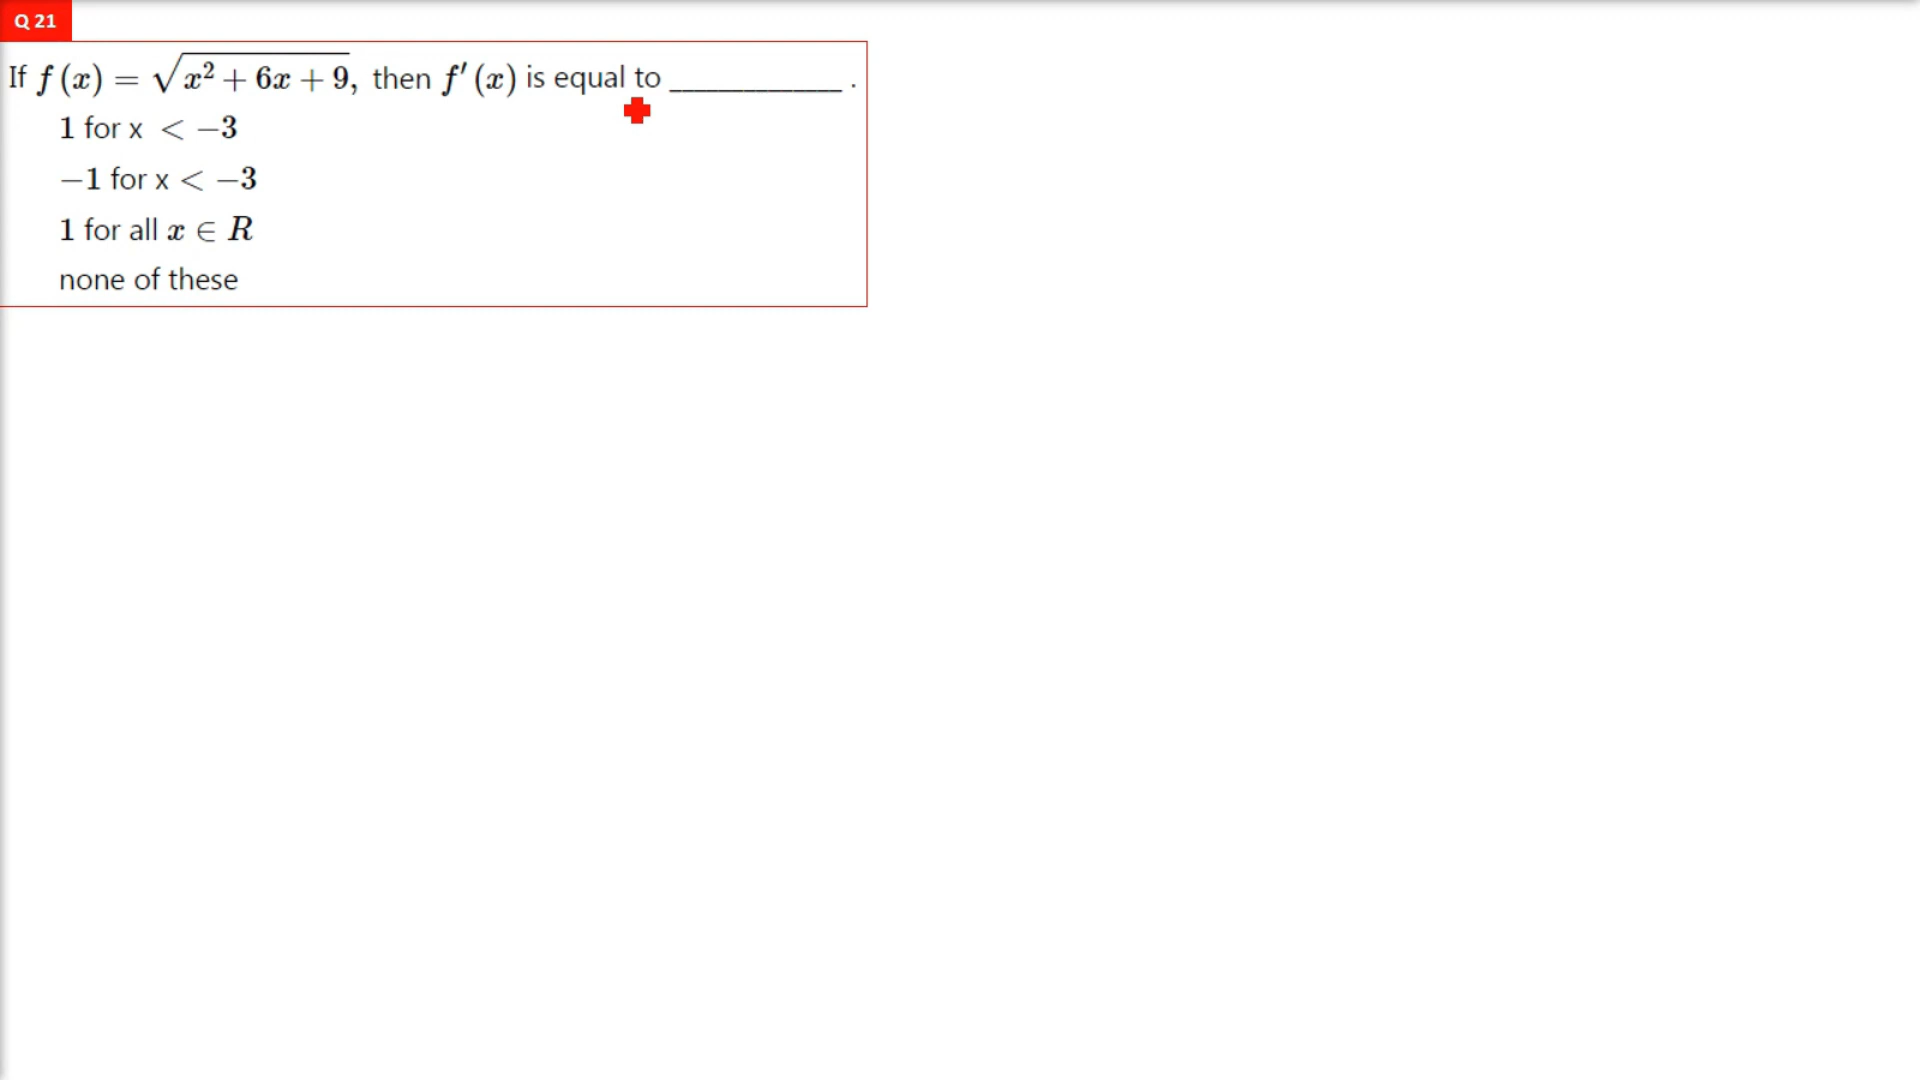 Q 21
If f (x) = √(x² + 6x + 9), then f′ (x) is equal to ______________ .
1 for x < −3
−1 for x < −3
1 for all x ∈ R
none of these